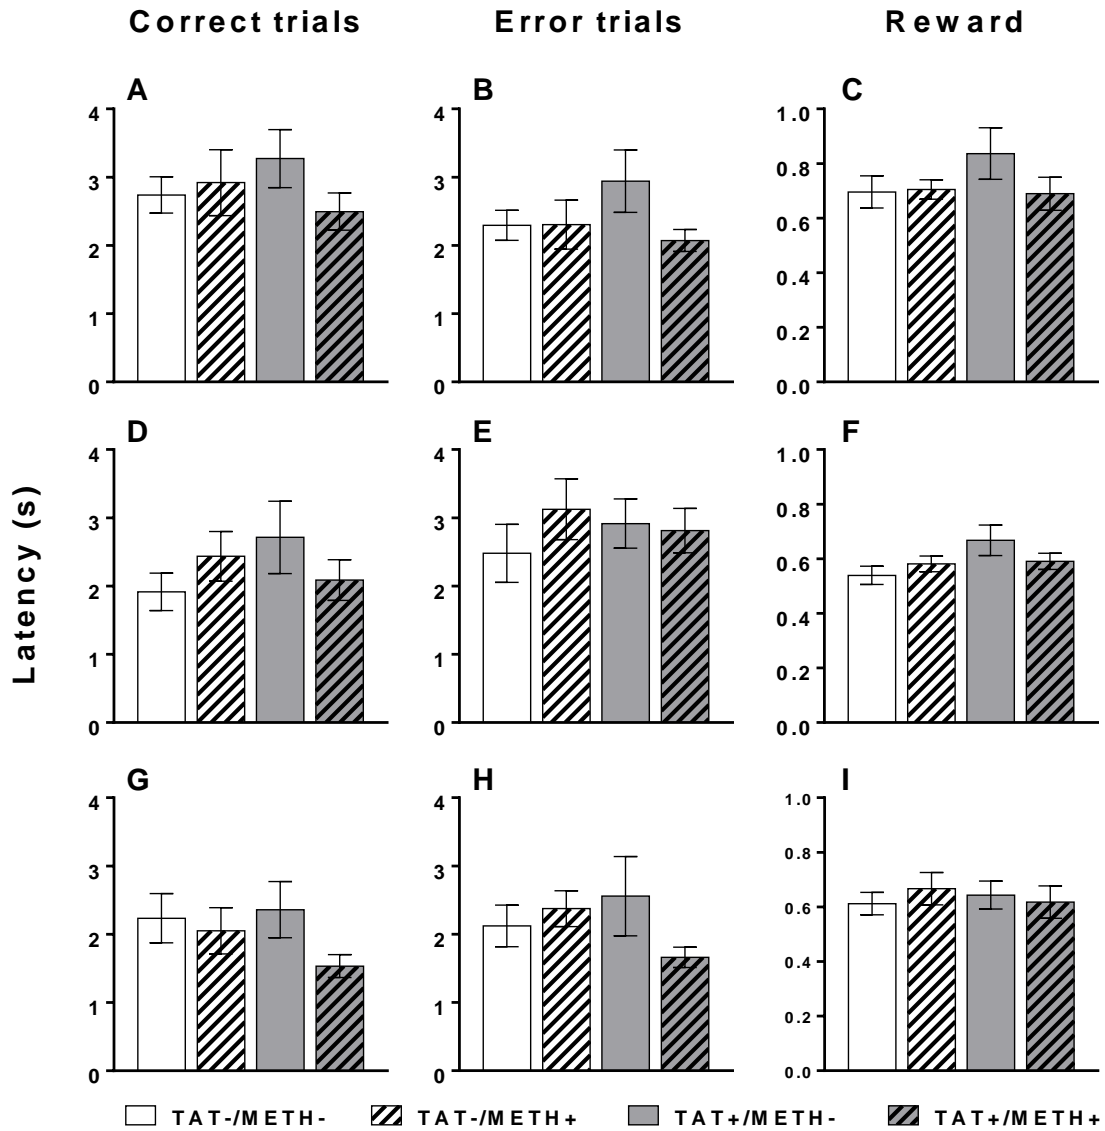 Correct trials Error trials Reward
A B C
4 4 1.0
3 3 0.8
0.6
2 2
0.4
1 1
0.2
0 0 0.0
D E F
4 4 1.0
3 3 0.8
0.6
2 2
0.4
1 1
0.2
0 0 0.0
Latency (s)
G H I
4 4 1.0
3 3 0.8
0.6
2 2
0.4
1 1
0.2
0 0 0.0
TAT-/METH- TAT-/METH+ TAT+/METH- TAT+/METH+